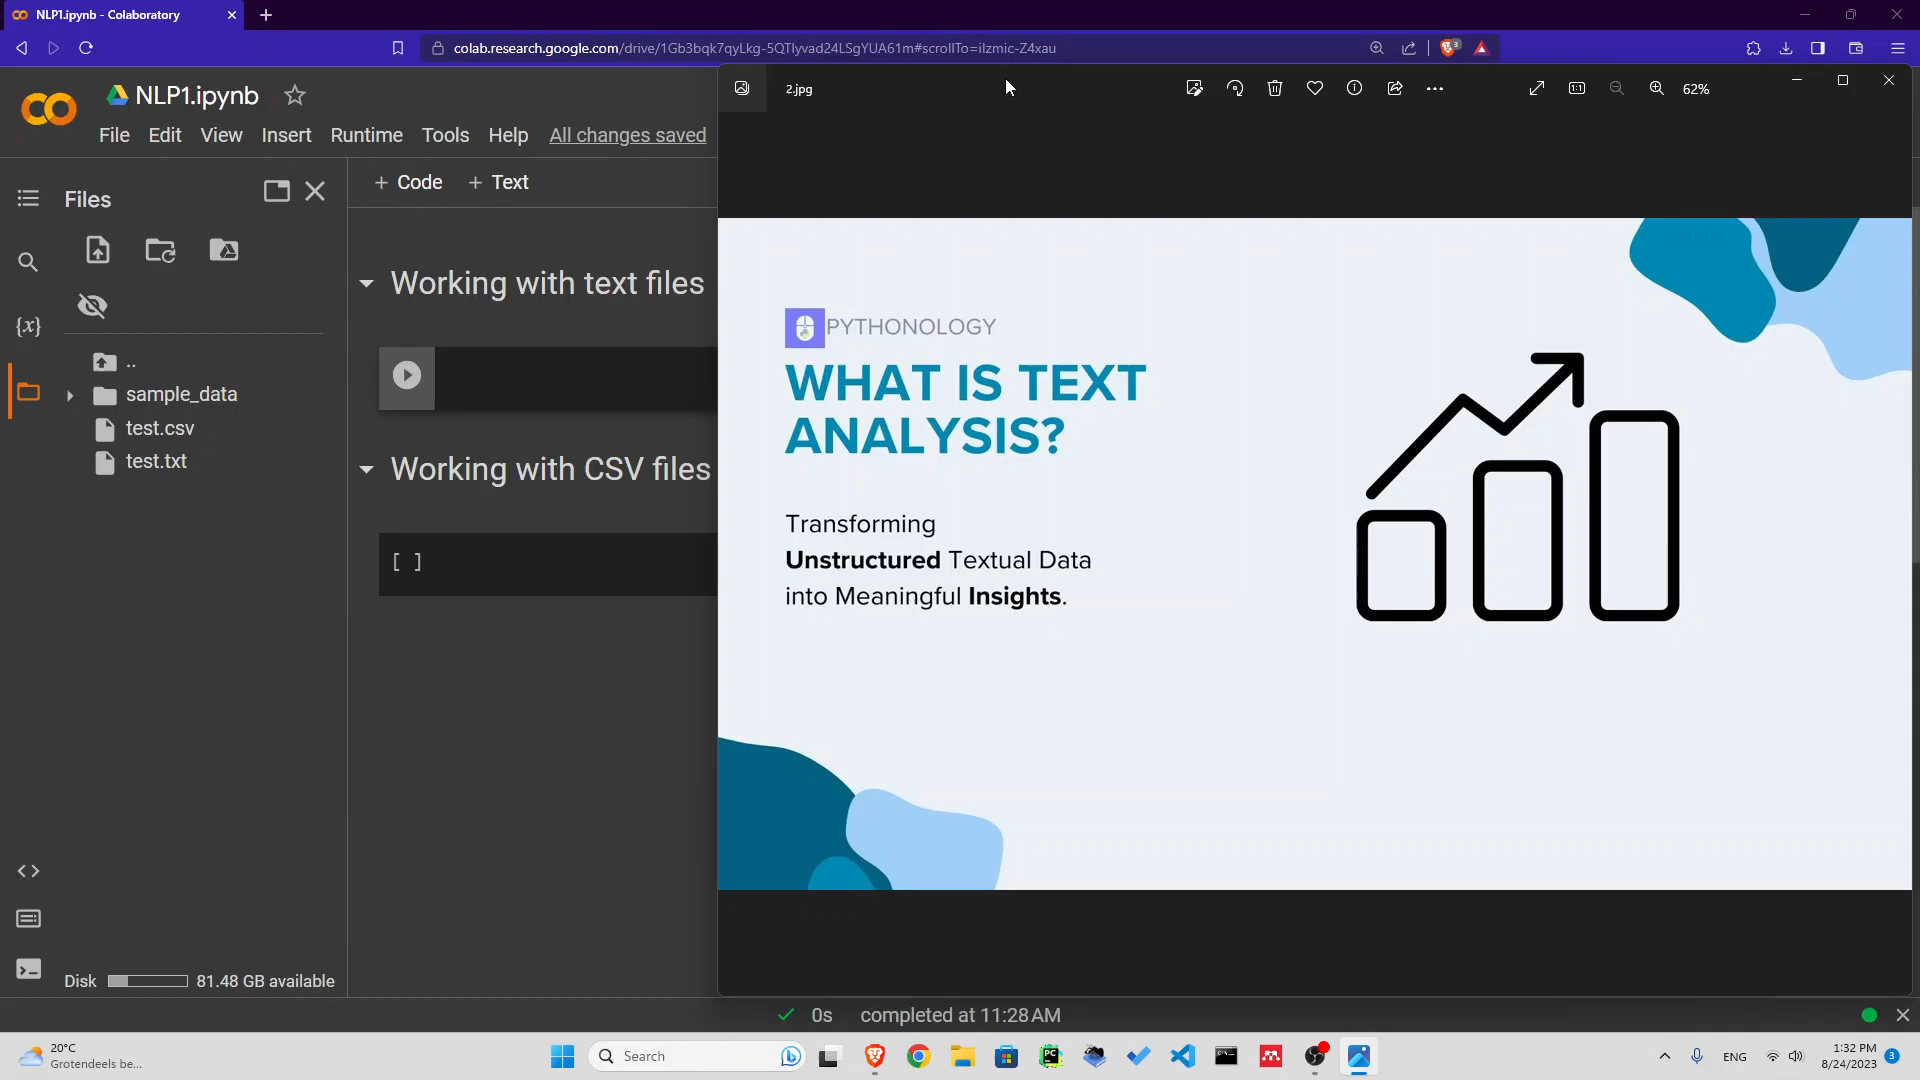 NLP1.ipynb - Colaboratory
colab.research.google.com/drive/1Gb3bqk7qyLkg-5QTlyvad24LSgYUA61m#scrollTo=iIzmic-Z4xau
NLP1.ipynb
File Edit View Insert Runtime Tools Help All changes saved
2.jpg
62%
Files
+ Code + Text
{x}
..
sample_data
test.csv
test.txt
Working with text files
Working with CSV files
[ ]
PYTHONOLOGY
WHAT IS TEXT
ANALYSIS?
Transforming
Unstructured Textual Data
into Meaningful Insights.
Disk 81.48 GB available
0s completed at 11:28 AM
20°C
Grotendeels be...
Search
ENG
1:32 PM
8/24/2023
3